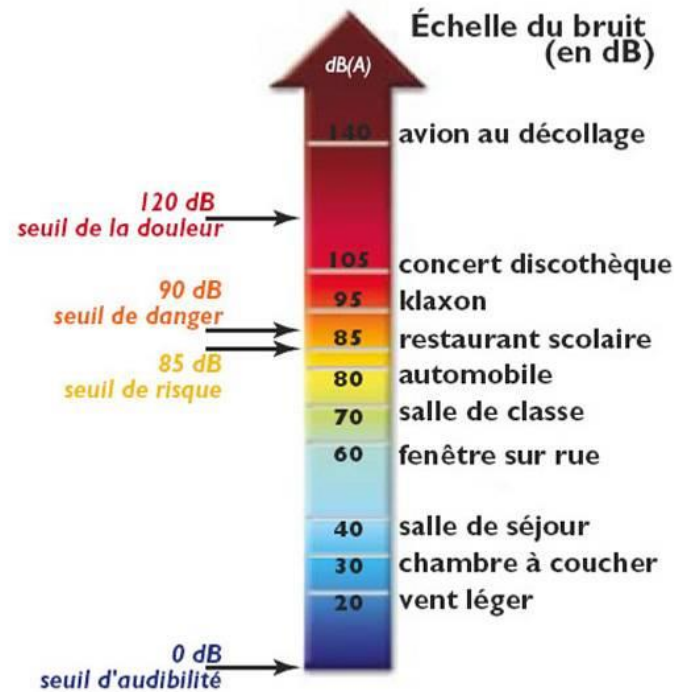 Échelle du bruit
(en dB)
dB(A)
140 avion au décollage
120 dB
seuil de la douleur
105 concert discothèque
90 dB
seuil de danger
95 klaxon
85 restaurant scolaire
85 dB
seuil de risque
80 automobile
70 salle de classe
60 fenêtre sur rue
40 salle de séjour
30 chambre à coucher
20 vent léger
0 dB
seuil d'audibilité